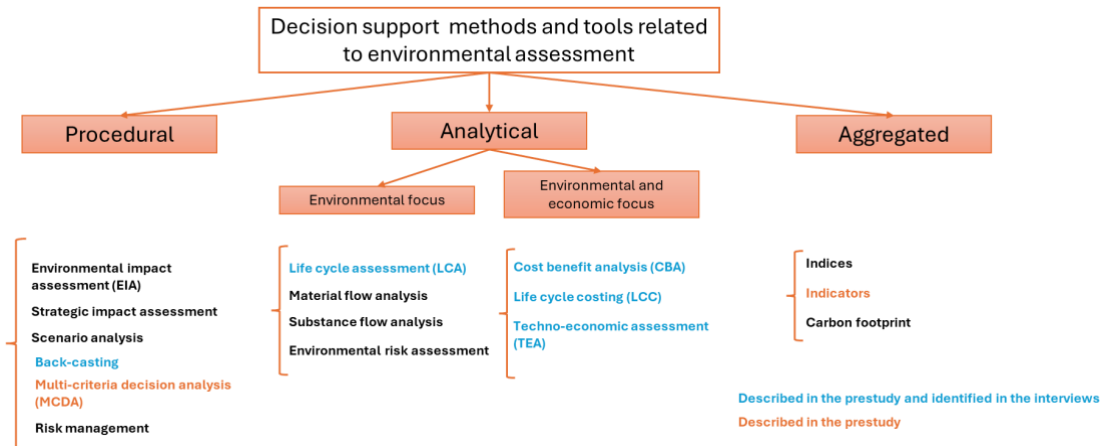 Decision support methods and tools related
to environmental assessment
Procedural
Analytical
Aggregated
Environmental focus
Environmental and
economic focus
Environmental impact
assessment (EIA)
Strategic impact assessment
Scenario analysis
Back-casting
Multi-criteria decision analysis
(MCDA)
Risk management
Life cycle assessment (LCA)
Material flow analysis
Substance flow analysis
Environmental risk assessment
Cost benefit analysis (CBA)
Life cycle costing (LCC)
Techno-economic assessment
(TEA)
Indices
Indicators
Carbon footprint
Described in the prestudy and identified in the interviews
Described in the prestudy